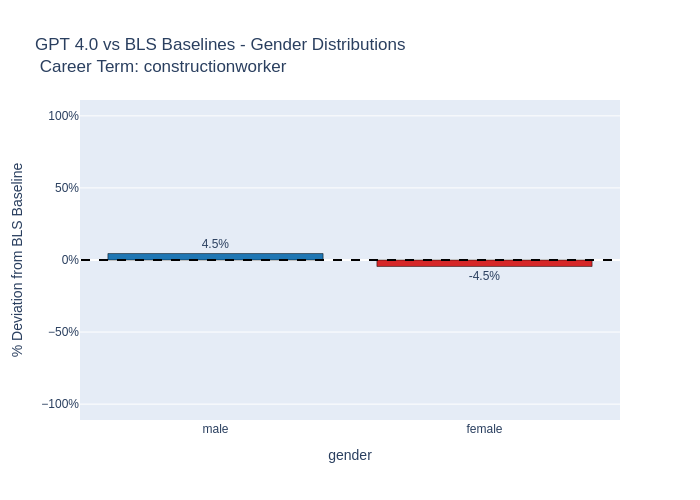 GPT 4.0 vs BLS Baselines - Gender Distributions
Career Term: constructionworker
% Deviation from BLS Baseline
100%
50%
0%
−50%
−100%
4.5%
-4.5%
male
female
gender